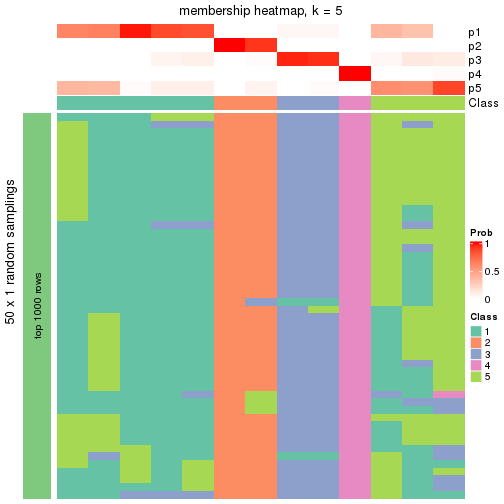 membership heatmap, k = 5
p1
p2
p3
p4
p5
Class
50 x 1 random samplings
top 1000 rows
Prob
1
0.5
0
Class
1
2
3
4
5